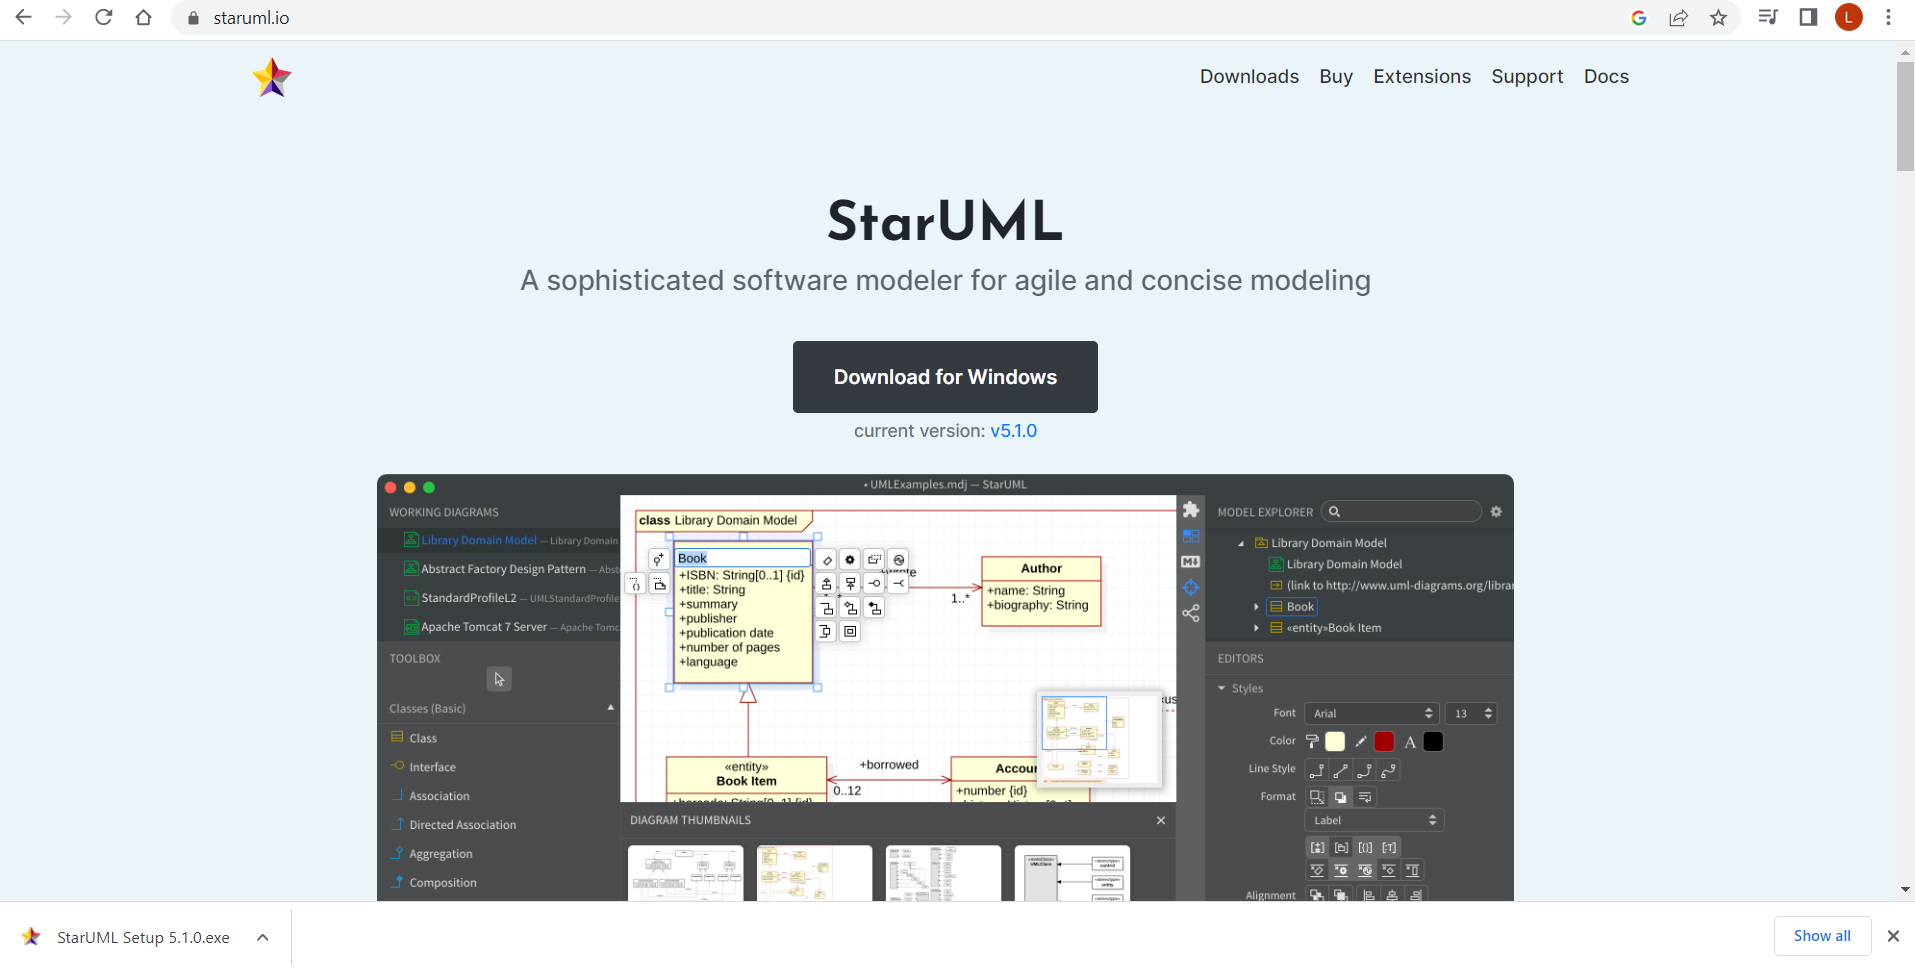 staruml.io
L
Downloads Buy Extensions Support Docs
StarUML
A sophisticated software modeler for agile and concise modeling
Download for Windows
current version: v5.1.0
• UMLExamples.mdj — StarUML
WORKING DIAGRAMS
Library Domain Model — Library Domain
Abstract Factory Design Pattern — Abst
StandardProfileL2 — UMLStandardProfile
Apache Tomcat 7 Server — Apache Tomc
TOOLBOX
Classes (Basic)
Class
Interface
Association
Directed Association
Aggregation
Composition
class Library Domain Model
Book
+ISBN: String[0..1] {id}
+title: String
+summary
+publisher
+publication date
+number of pages
+language
1..*
Author
+name: String
+biography: String
«entity»
Book Item
+borrowed
0..12
Accou
+number {id}
DIAGRAM THUMBNAILS
MODEL EXPLORER
Library Domain Model
Library Domain Model
(link to http://www.uml-diagrams.org/librar
Book
«entity»Book Item
EDITORS
Styles
Font Arial 13
Color A
Line Style
Format
Label
Alignment
StarUML Setup 5.1.0.exe
Show all